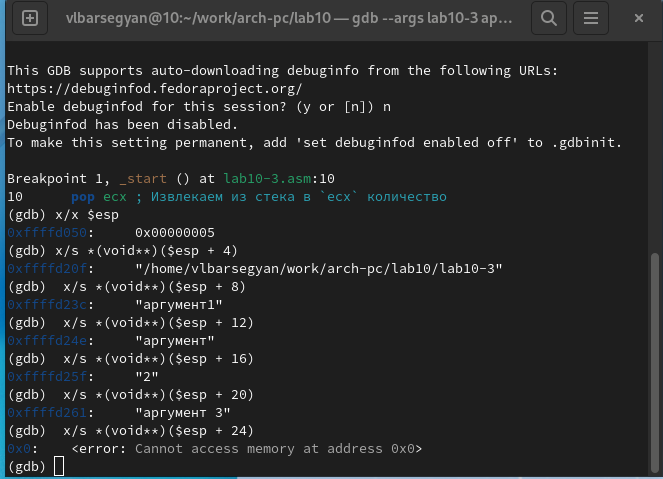 vlbarsegyan@10:~/work/arch-pc/lab10 — gdb --args lab10-3 ap...
This GDB supports auto-downloading debuginfo from the following URLs:
https://debuginfod.fedoraproject.org/
Enable debuginfod for this session? (y or [n]) n
Debuginfod has been disabled.
To make this setting permanent, add 'set debuginfod enabled off' to .gdbinit.
Breakpoint 1, _start () at lab10-3.asm:10
10 pop ecx ; Извлекаем из стека в `ecx` количество
(gdb) x/x $esp
0xffffd050: 0x00000005
(gdb) x/s *(void**)($esp + 4)
0xffffd20f: "/home/vlbarsegyan/work/arch-pc/lab10/lab10-3"
(gdb) x/s *(void**)($esp + 8)
0xffffd23c: "аргумент1"
(gdb) x/s *(void**)($esp + 12)
0xffffd24e: "аргумент"
(gdb) x/s *(void**)($esp + 16)
0xffffd25f: "2"
(gdb) x/s *(void**)($esp + 20)
0xffffd261: "аргумент 3"
(gdb) x/s *(void**)($esp + 24)
0x0: <error: Cannot access memory at address 0x0>
(gdb)